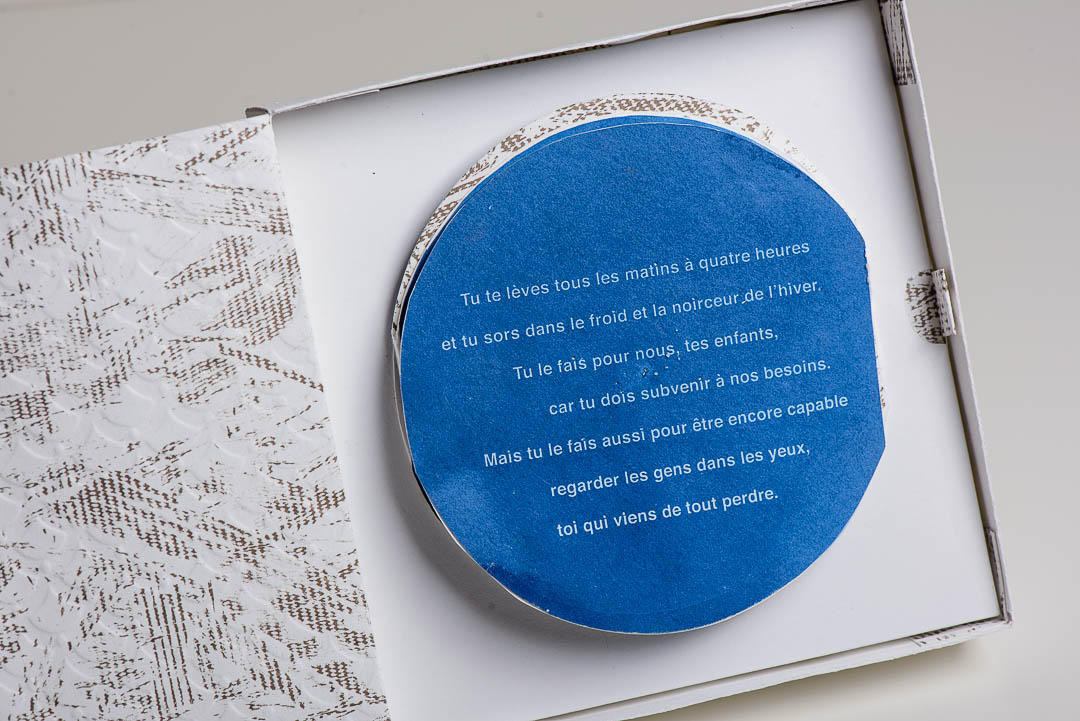 Tu te lèves tous les matins à quatre heures
et tu sors dans le froid et la noirceur de l'hiver.
Tu le fais pour nous, tes enfants,
car tu dois subvenir à nos besoins.
Mais tu le fais aussi pour être encore capable
regarder les gens dans les yeux,
toi qui viens de tout perdre.